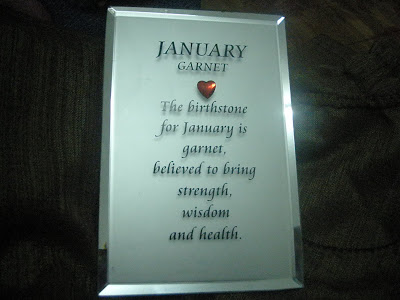 JANUARY
GARNET
The birthstone
for January is
garnet,
believed to bring
strength,
wisdom
and health.